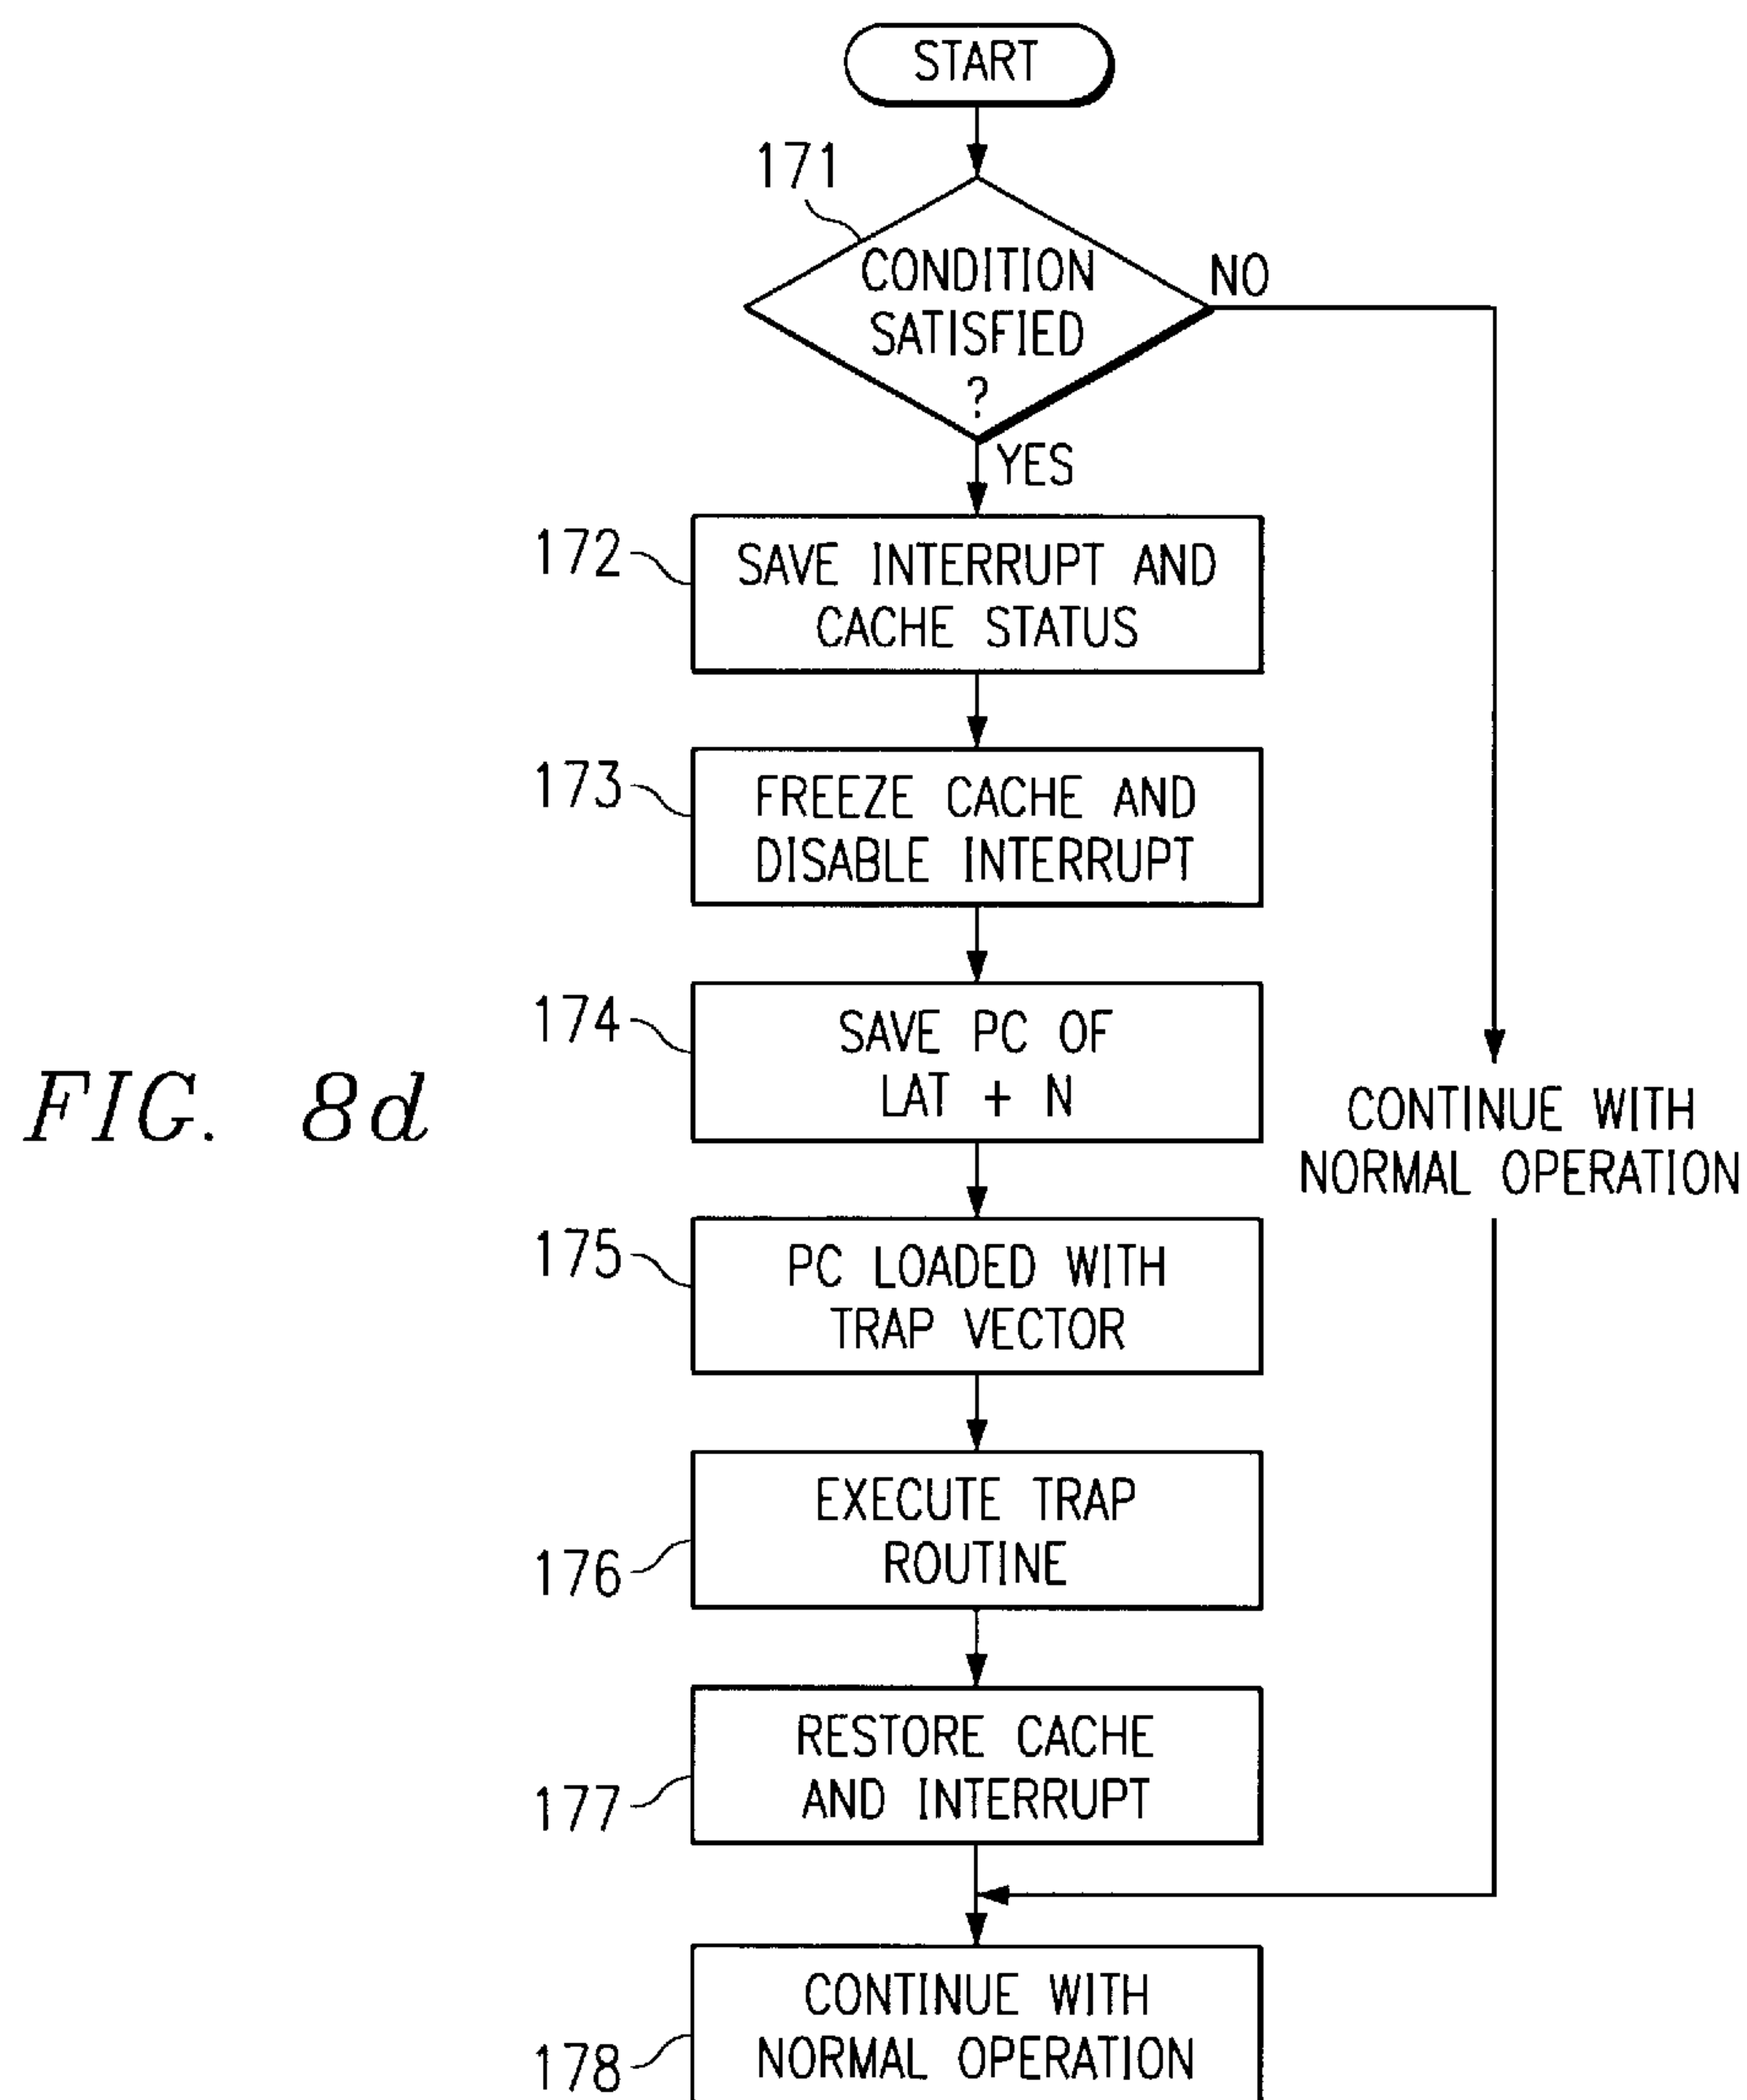 START
171
CONDITION
SATISFIED
?
NO
YES
172
SAVE INTERRUPT AND
CACHE STATUS
173
FREEZE CACHE AND
DISABLE INTERRUPT
174
SAVE PC OF
LAT + N
FIG. 8d
CONTINUE WITH
NORMAL OPERATION
175
PC LOADED WITH
TRAP VECTOR
176
EXECUTE TRAP
ROUTINE
177
RESTORE CACHE
AND INTERRUPT
178
CONTINUE WITH
NORMAL OPERATION